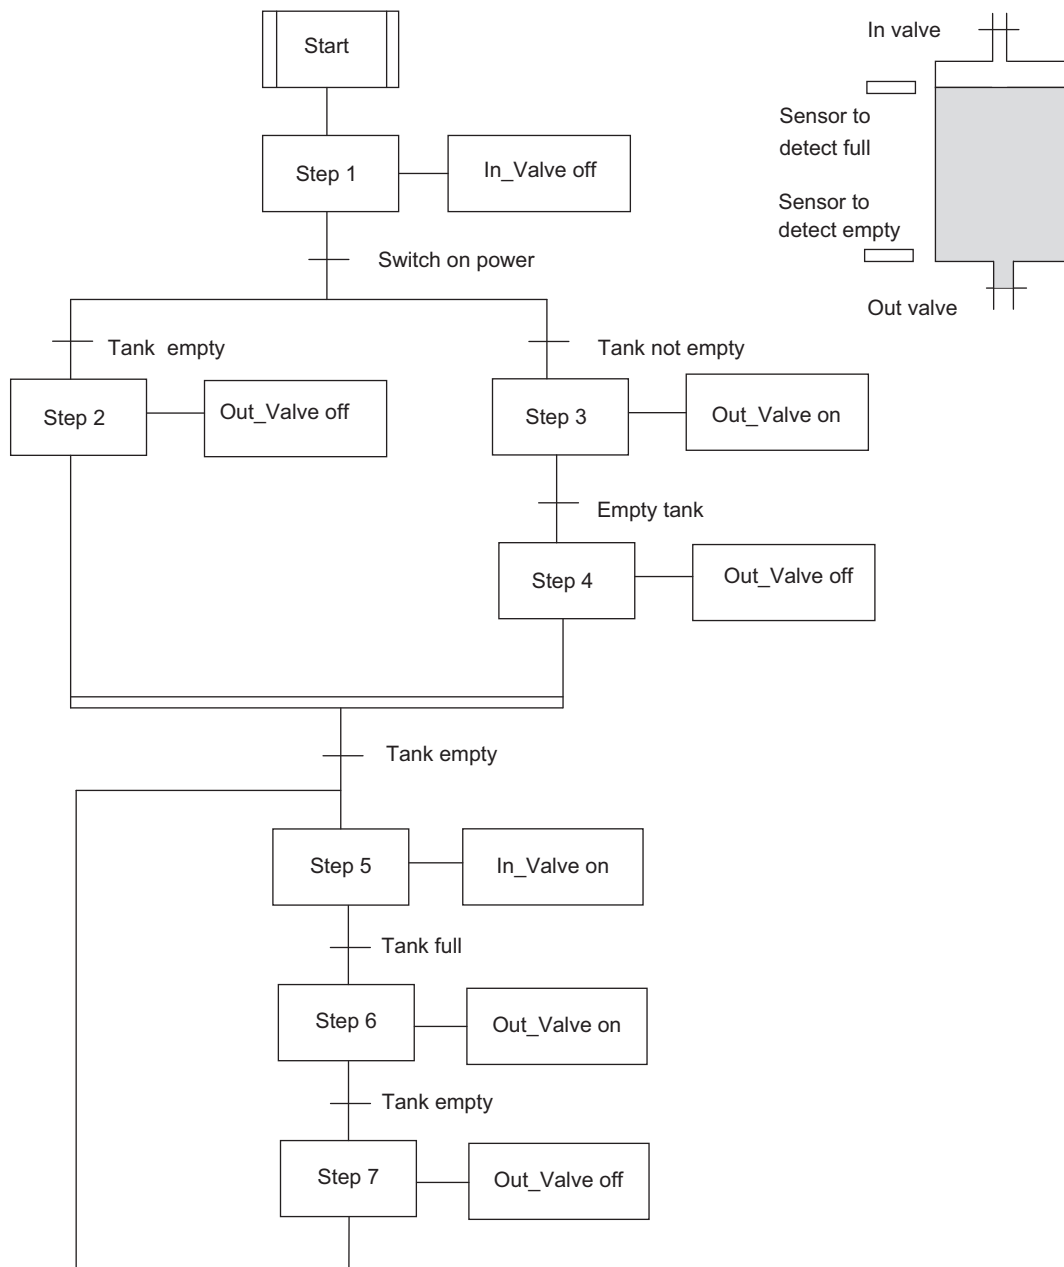 Start
In valve
Sensor to
detect full
Step 1
In_Valve off
Sensor to
detect empty
Switch on power
Out valve
Tank empty
Tank not empty
Step 2
Out_Valve off
Step 3
Out_Valve on
Empty tank
Step 4
Out_Valve off
Tank empty
Step 5
In_Valve on
Tank full
Step 6
Out_Valve on
Tank empty
Step 7
Out_Valve off